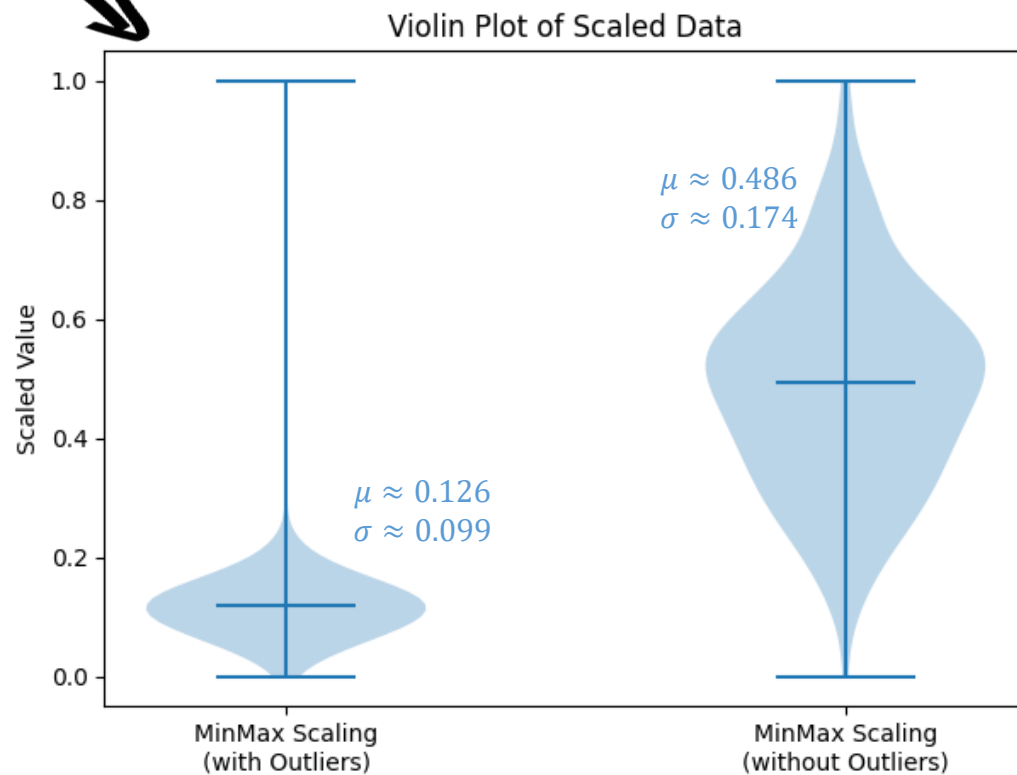 Violin Plot of Scaled Data
1.0
0.8
0.6
0.4
0.2
0.0
Scaled Value
μ ≈ 0.126
σ ≈ 0.099
μ ≈ 0.486
σ ≈ 0.174
MinMax Scaling
(with Outliers)
MinMax Scaling
(without Outliers)